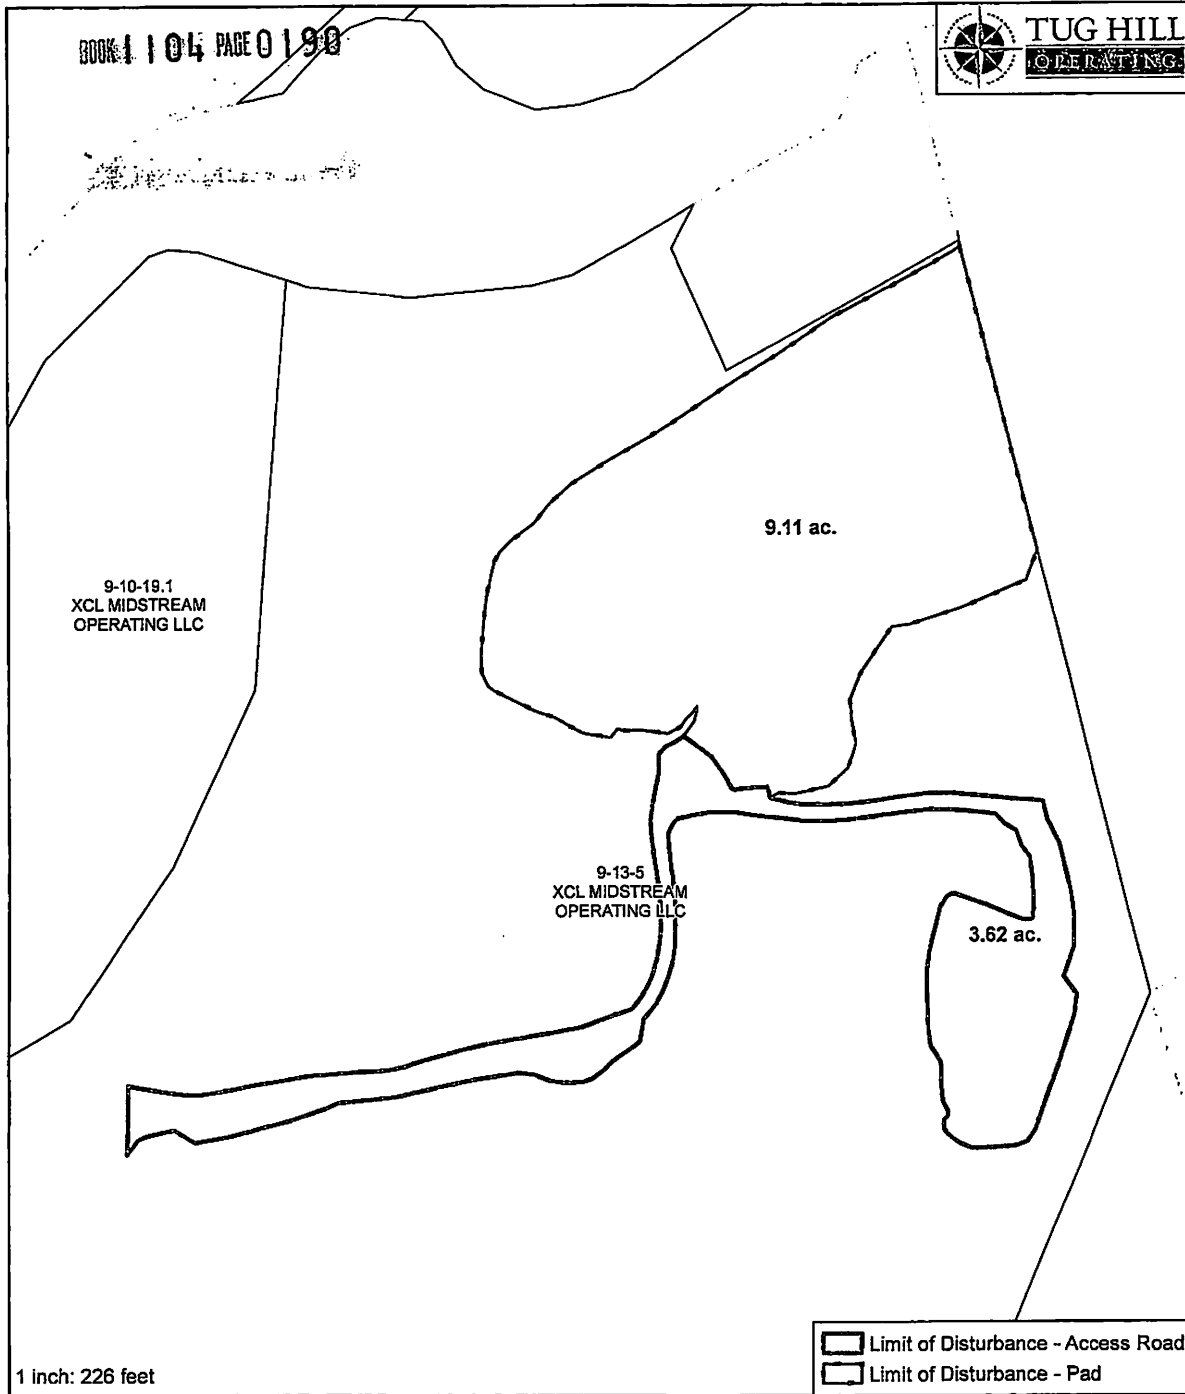 BOOK 1104 PAGE 0190
TUG HILL
OPERATING
9.11 ac.
9-10-19.1
XCL MIDSTREAM
OPERATING LLC
9-13-5
XCL MIDSTREAM
OPERATING LLC
3.62 ac.
Limit of Disturbance - Access Road
Limit of Disturbance - Pad
1 inch: 226 feet